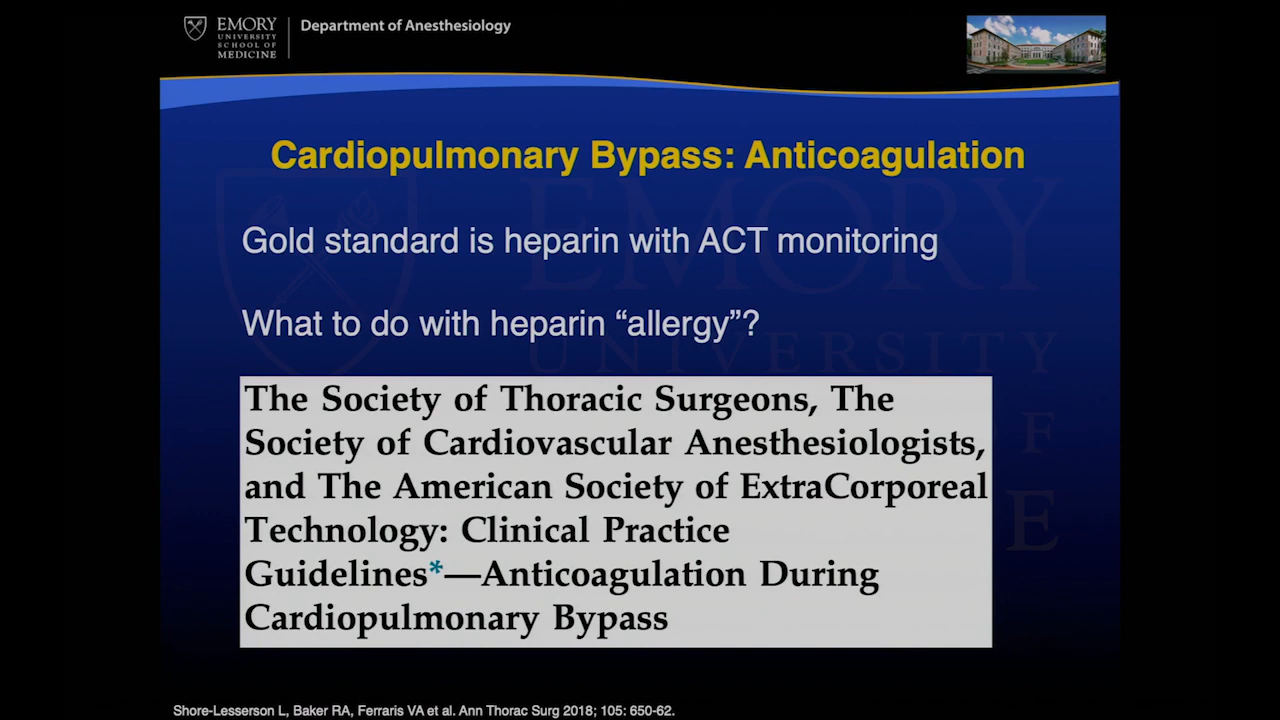 EMORY
UNIVERSITY
SCHOOL OF
MEDICINE
Department of Anesthesiology
Cardiopulmonary Bypass: Anticoagulation
Gold standard is heparin with ACT monitoring
What to do with heparin “allergy”?
The Society of Thoracic Surgeons, The
Society of Cardiovascular Anesthesiologists,
and The American Society of ExtraCorporeal
Technology: Clinical Practice
Guidelines*—Anticoagulation During
Cardiopulmonary Bypass
EMORY
UNIVERSITY
OF
E
Shore-Lesserson L, Baker RA, Ferraris VA et al. Ann Thorac Surg 2018; 105: 650-62.